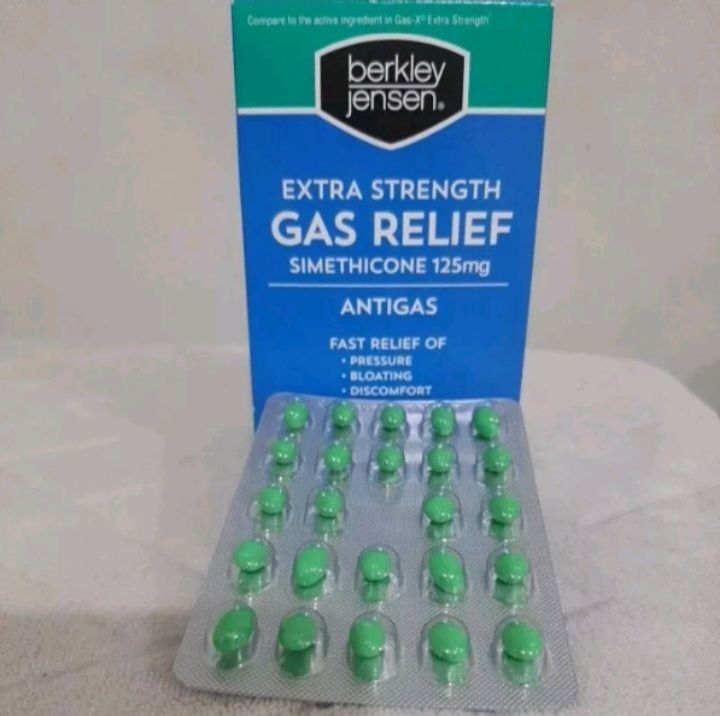 Compare to the active ingredient in Gas-X® Extra Strength*
berkley
jensen®
EXTRA STRENGTH
GAS RELIEF
SIMETHICONE 125mg
ANTIGAS
FAST RELIEF OF
• PRESSURE
• BLOATING
• DISCOMFORT